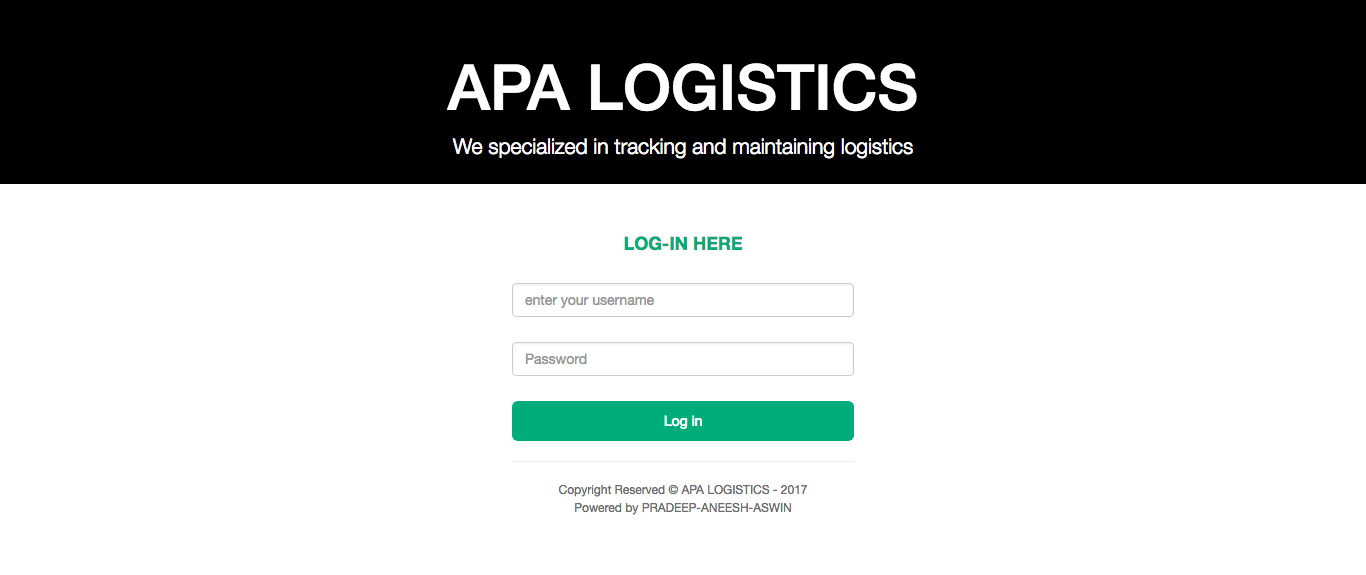 APA LOGISTICS
We specialized in tracking and maintaining logistics
LOG-IN HERE
enter your username
Password
Log in
Copyright Reserved © APA LOGISTICS - 2017
Powered by PRADEEP-ANEESH-ASWIN